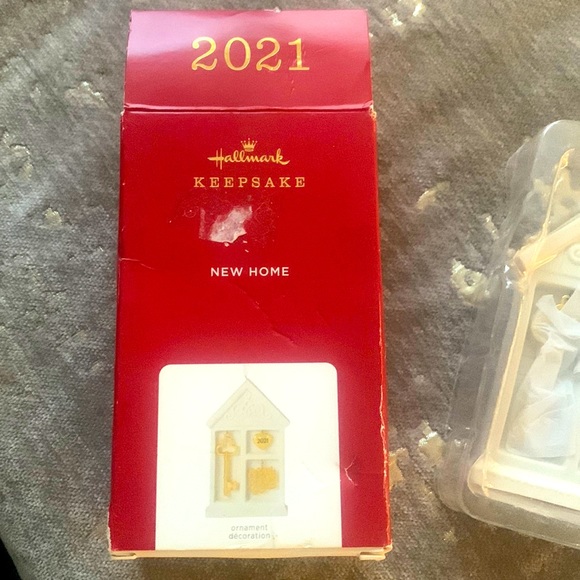 2021
Hallmark
KEEPSAKE
NEW HOME
2021
ornament
décoration